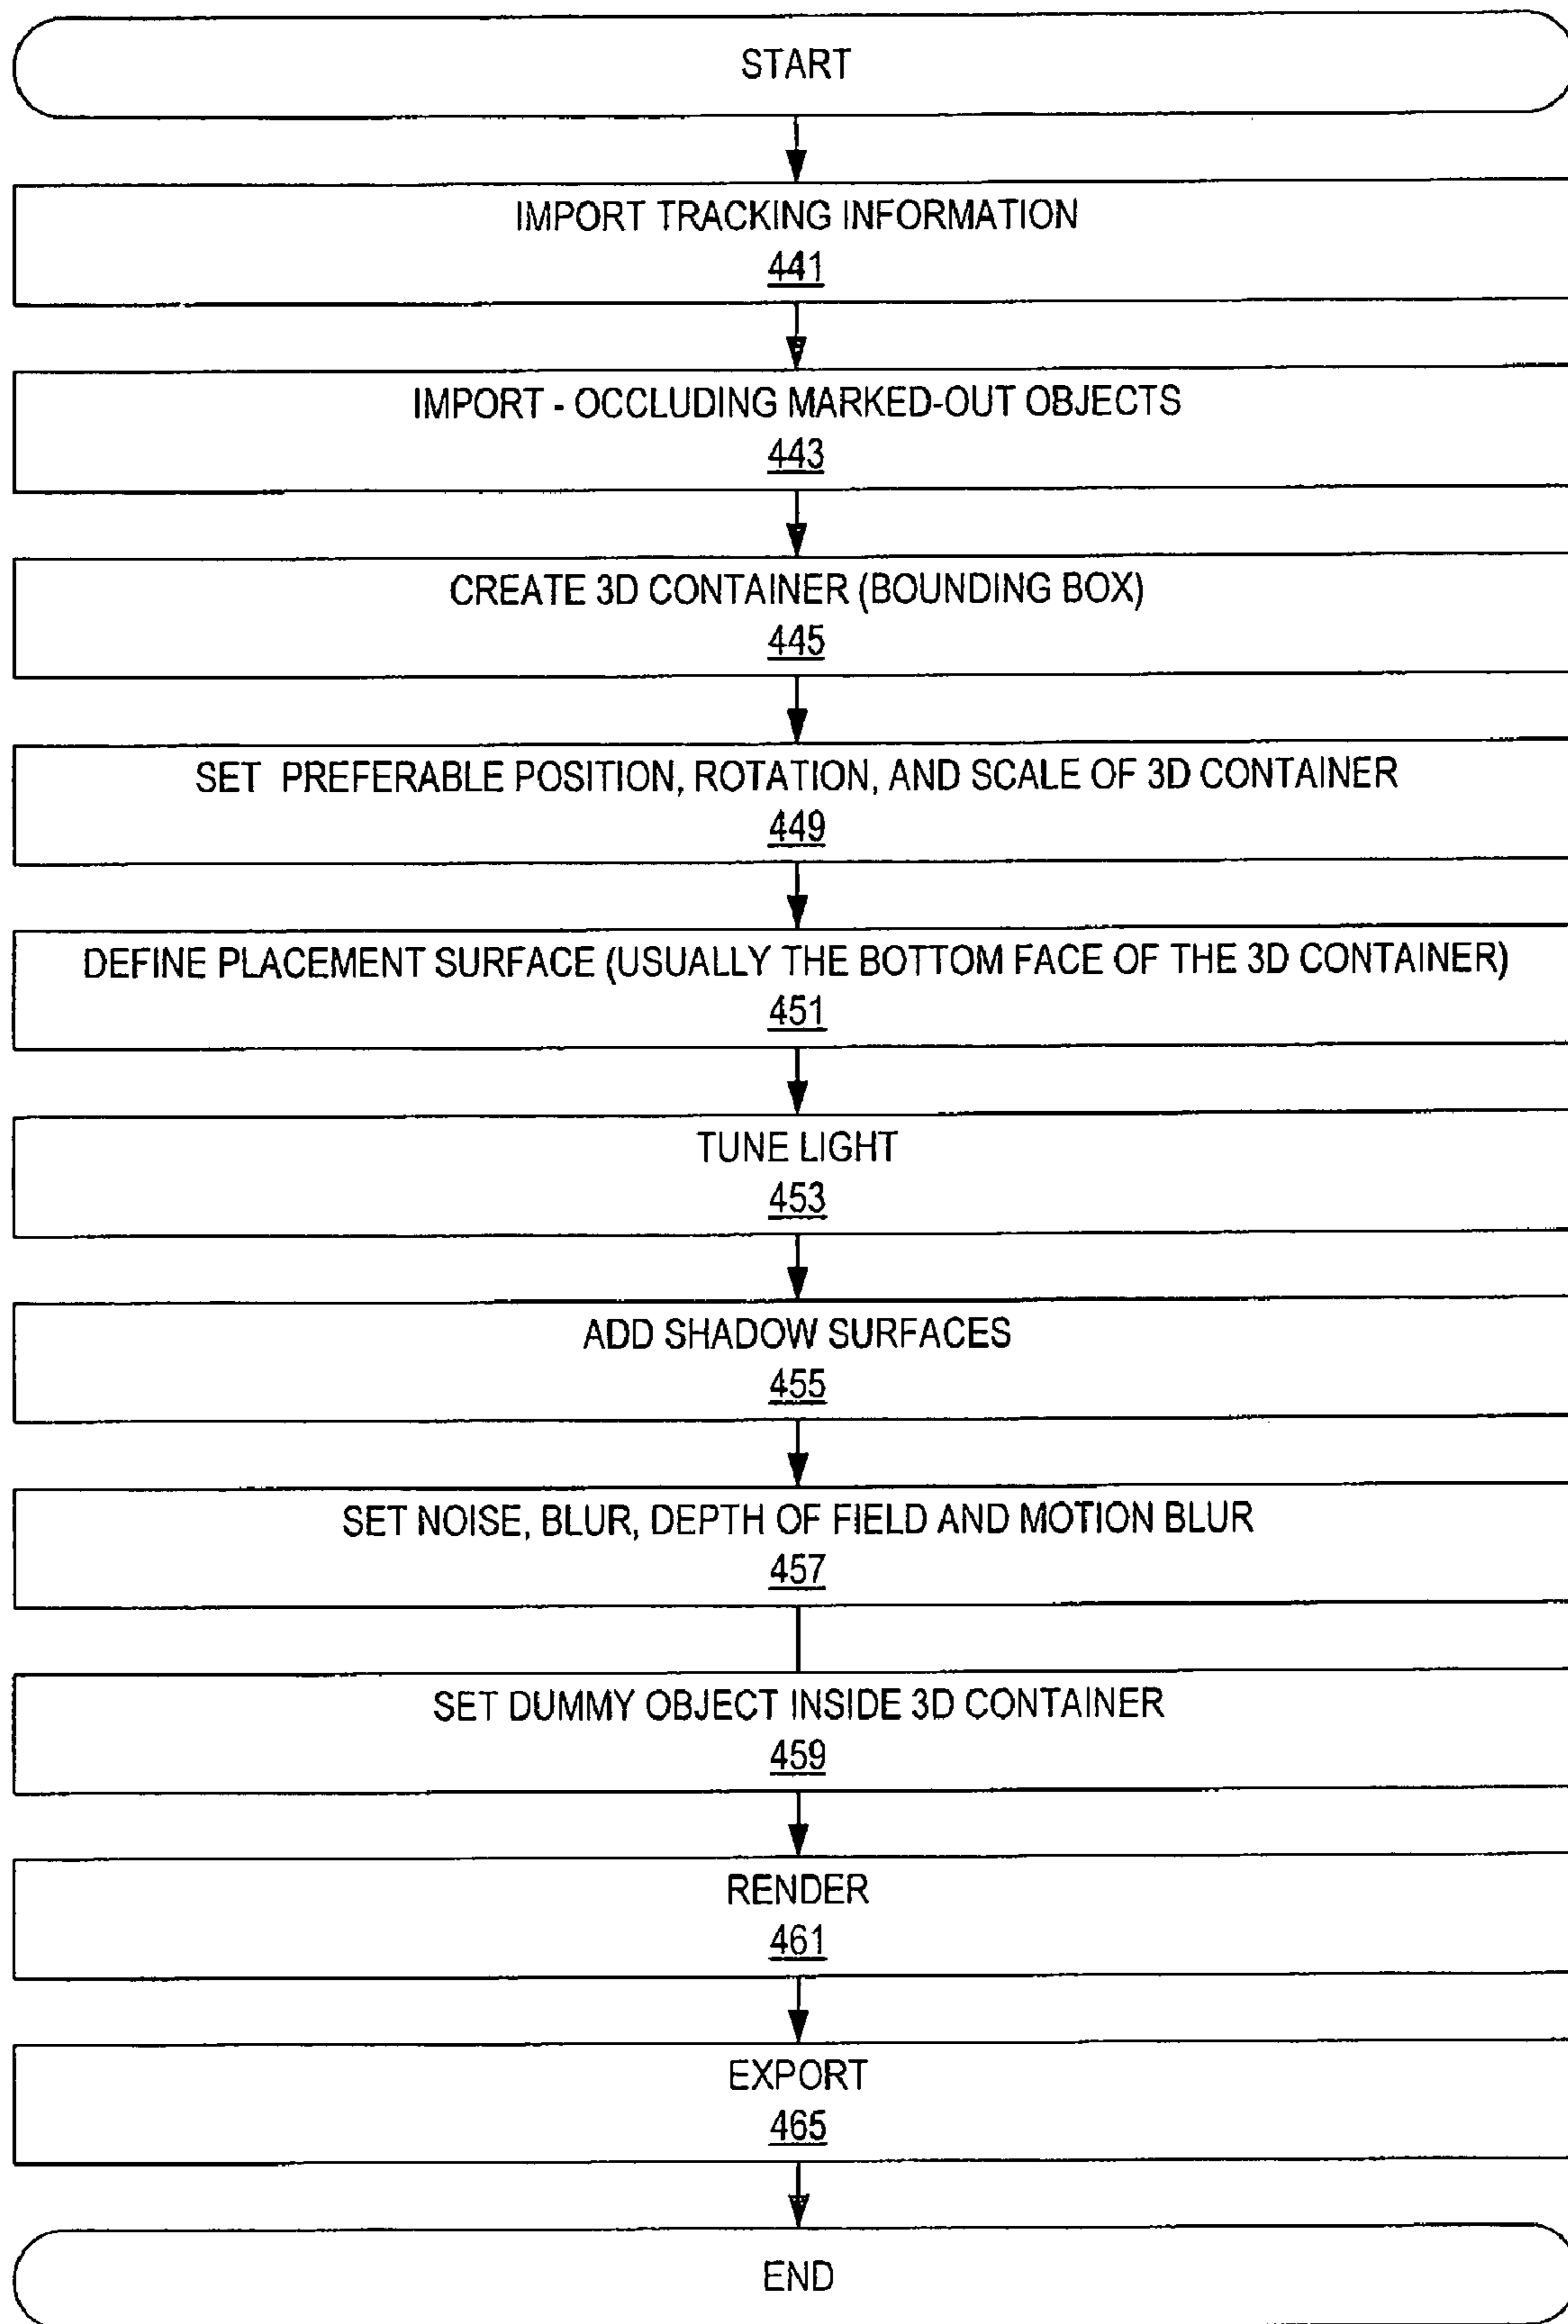 START
IMPORT TRACKING INFORMATION
441
IMPORT - OCCLUDING MARKED-OUT OBJECTS
443
CREATE 3D CONTAINER (BOUNDING BOX)
445
SET PREFERABLE POSITION, ROTATION, AND SCALE OF 3D CONTAINER
449
DEFINE PLACEMENT SURFACE (USUALLY THE BOTTOM FACE OF THE 3D CONTAINER)
451
TUNE LIGHT
453
ADD SHADOW SURFACES
455
SET NOISE, BLUR, DEPTH OF FIELD AND MOTION BLUR
457
SET DUMMY OBJECT INSIDE 3D CONTAINER
459
RENDER
461
EXPORT
465
END